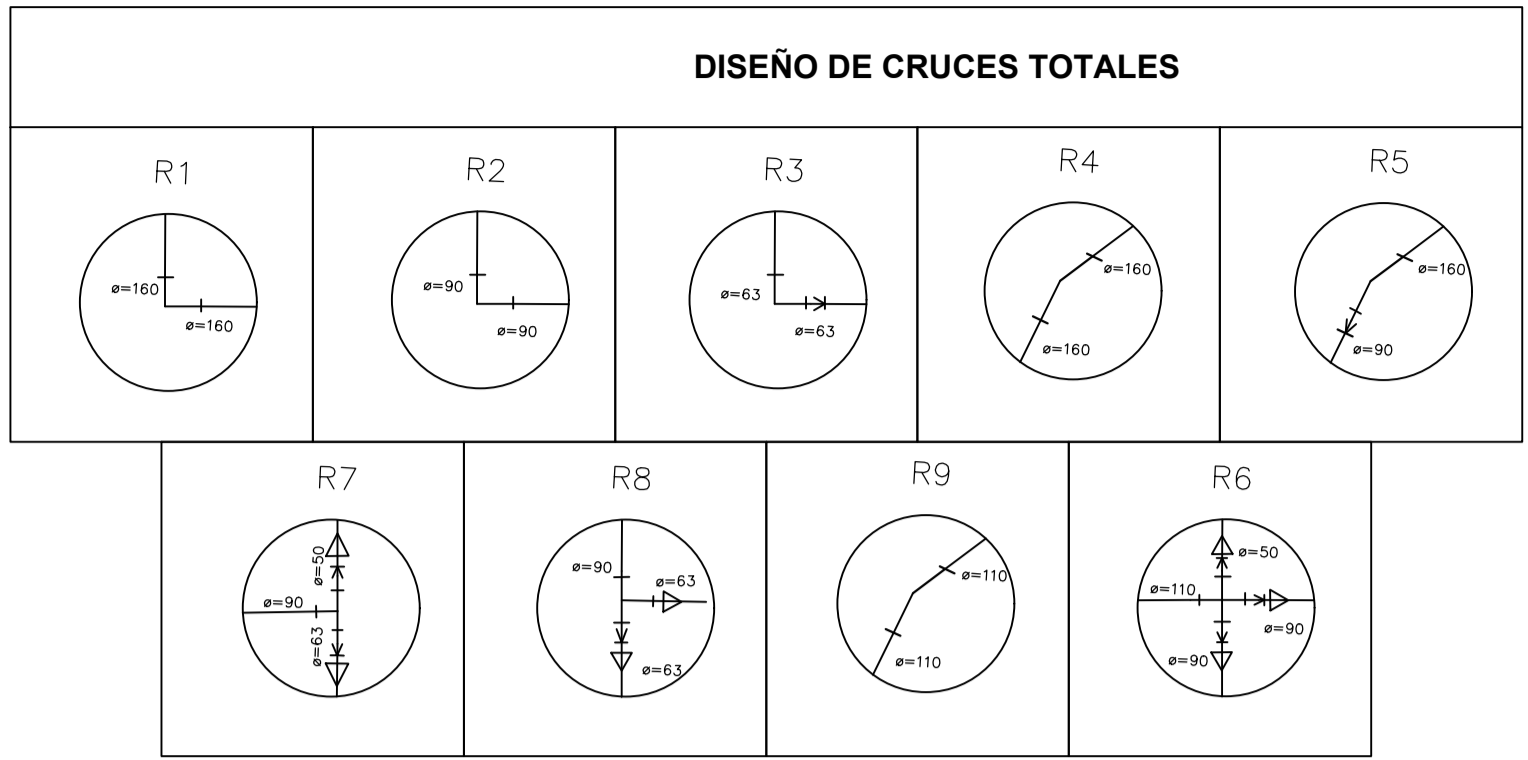 DISEÑO DE CRUCES TOTALES
R1
ø=160
ø=160
R2
ø=90
ø=90
R3
ø=63
ø=63
R4
ø=160
ø=160
R5
ø=160
ø=90
R7
ø=50
ø=90
ø=63
R8
ø=90
ø=63
ø=63
R9
ø=110
ø=110
R6
ø=50
ø=110
ø=90
ø=90